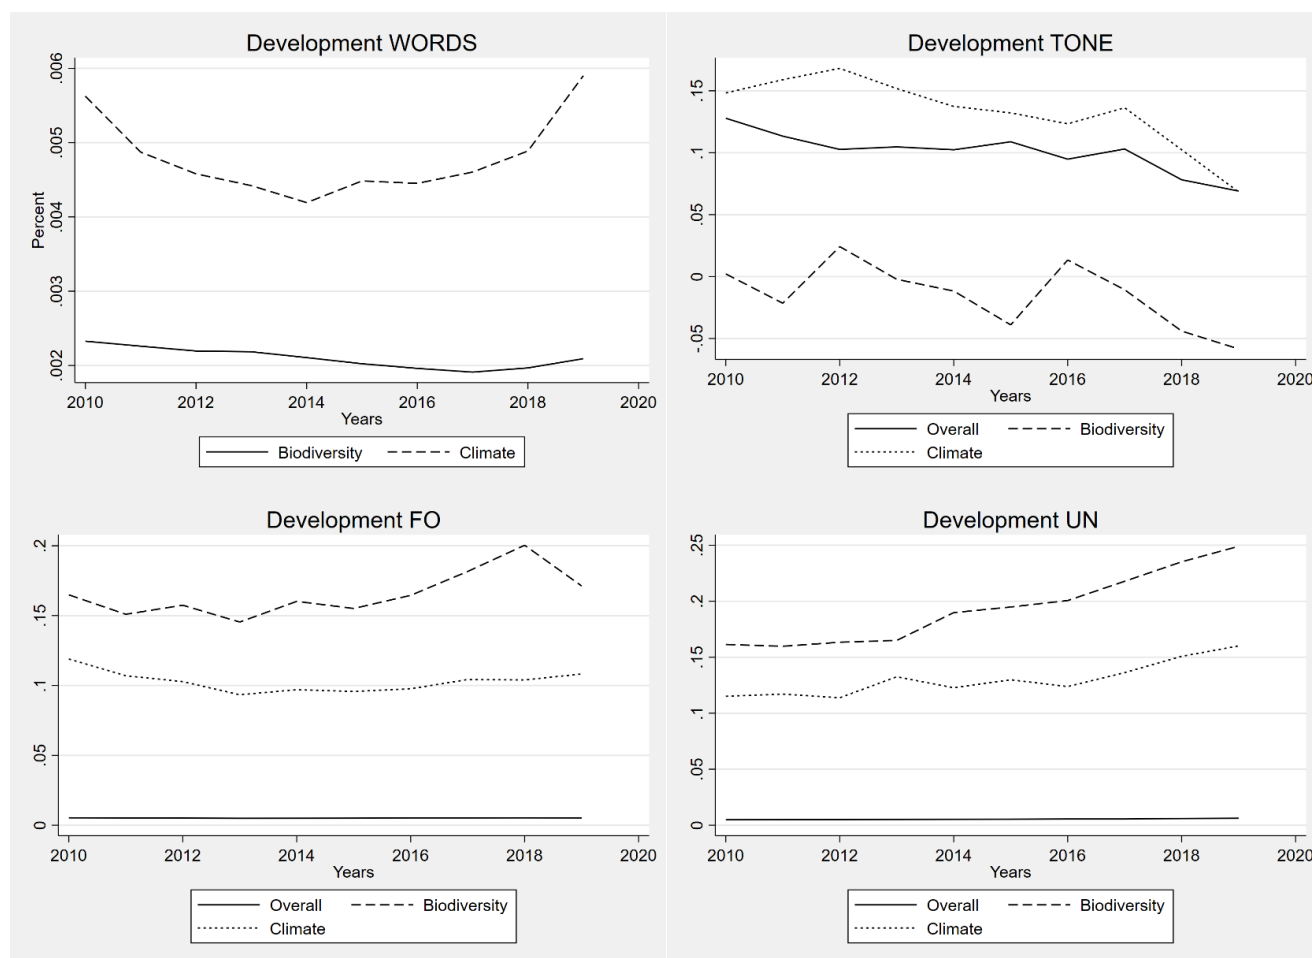 Development WORDS
Percent
.006
.005
.004
.003
.002
2010 2012 2014 2016 2018 2020
Years
Biodiversity Climate
Development TONE
.15
.1
.05
0
-.05
2010 2012 2014 2016 2018 2020
Years
Overall Biodiversity
Climate
Development FO
.2
.15
.1
.05
0
2010 2012 2014 2016 2018 2020
Years
Overall Biodiversity
Climate
Development UN
.25
.2
.15
.1
.05
0
2010 2012 2014 2016 2018 2020
Years
Overall Biodiversity
Climate